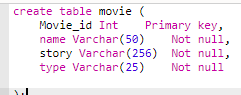 create table movie (
Movie_id Int Primary key,
name Varchar(50) Not null,
story Varchar(256) Not null,
type Varchar(25) Not null
);